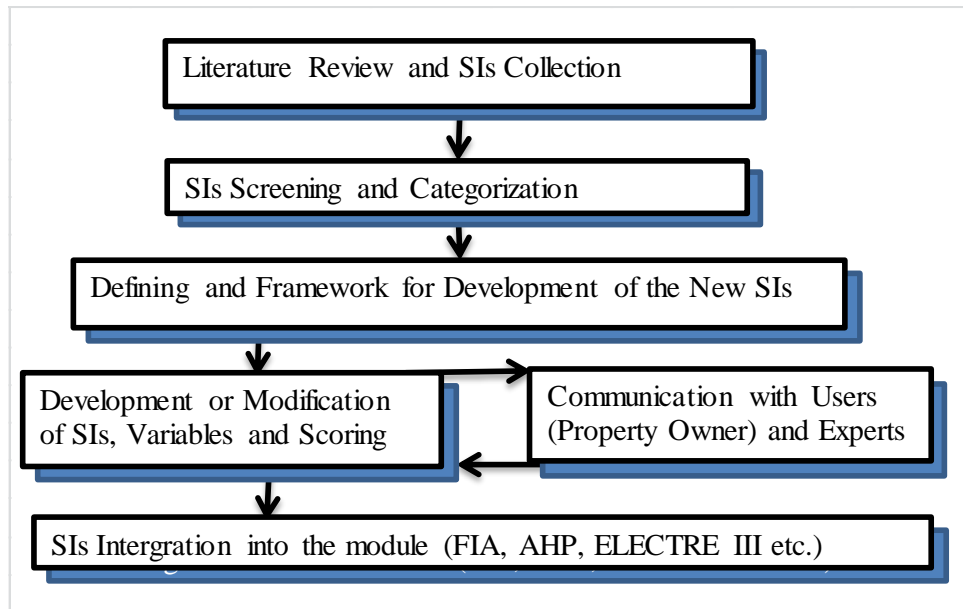 Literature Review and SIs Collection
SIs Screening and Categorization
Defining and Framework for Development of the New SIs
Development or Modification
of SIs, Variables and Scoring
Communication with Users
(Property Owner) and Experts
SIs Intergration into the module (FIA, AHP, ELECTRE III etc.)